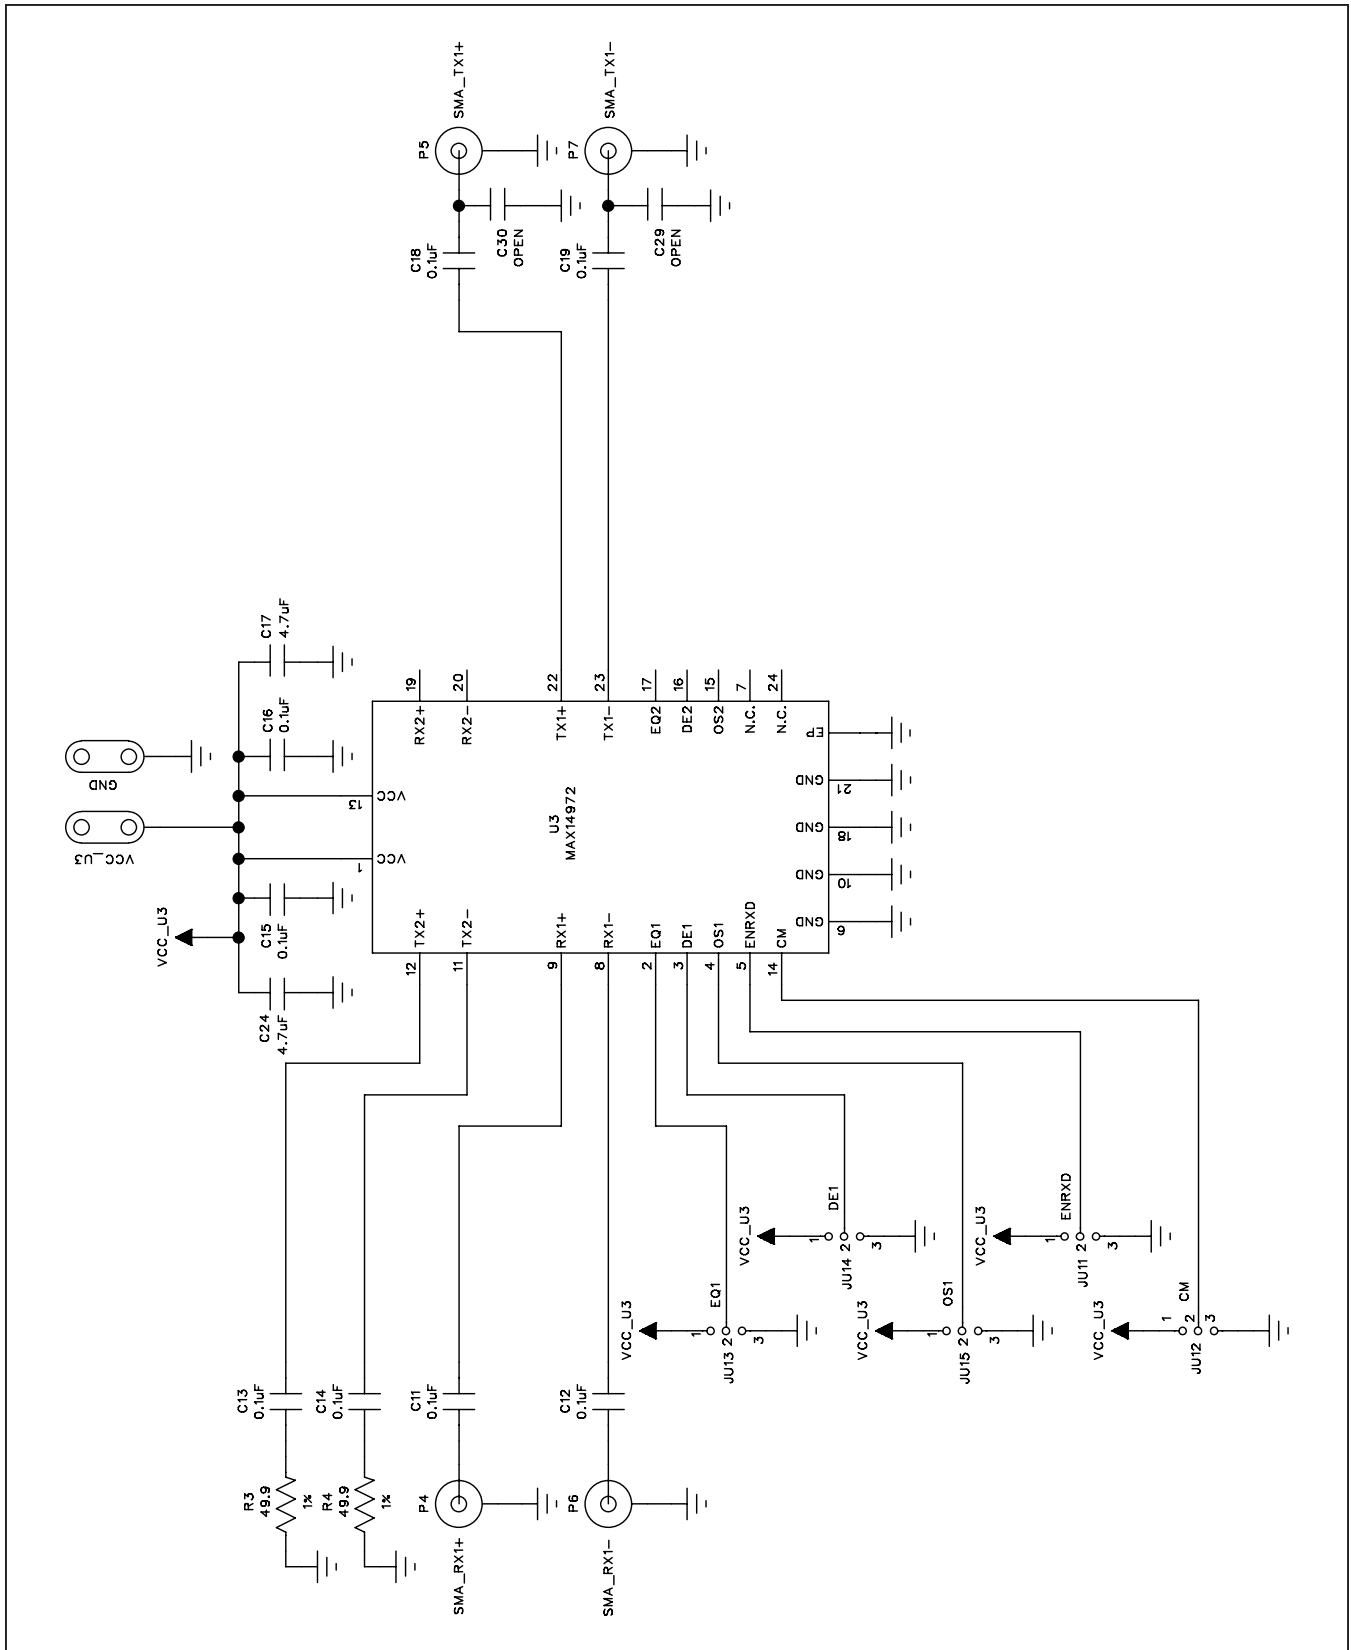 SMA_TX1+
P5
C18
0.1uF
C30
OPEN
SMA_TX1-
P7
C19
0.1uF
C29
OPEN
C17
4.7uF
C16
0.1uF
GND
VCC_U3
VCC_U3
C15
0.1uF
C24
4.7uF
19
RX2+
20
RX2-
22
TX1+
23
TX1-
17
EQ2
16
DE2
15
OS2
7
N.C.
24
N.C.
13
VCC
1
VCC
U3
MAX14972
EP
GND
21
GND
18
GND
10
GND
6
TX2+
12
TX2-
11
RX1+
9
RX1-
8
EQ1
2
DE1
3
OS1
4
ENRXD
5
CM
14
VCC_U3
EQ1
1
2
3
JU13
VCC_U3
DE1
1
2
3
JU14
VCC_U3
OS1
1
2
3
JU15
VCC_U3
ENRXD
1
2
3
JU11
VCC_U3
CM
1
2
3
JU12
C13
0.1uF
C14
0.1uF
C11
0.1uF
C12
0.1uF
R3
49.9
1%
R4
49.9
1%
P4
SMA_RX1+
P6
SMA_RX1-